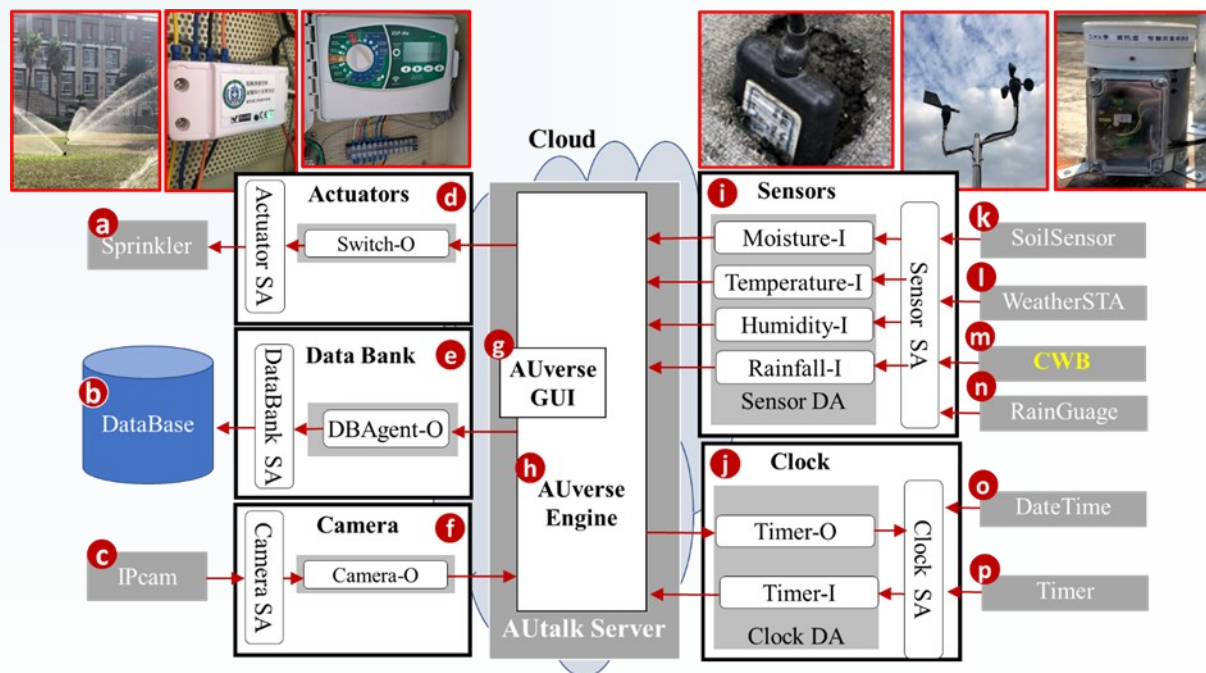 ESP-Me
Cloud
a
Sprinkler
Actuators
d
Actuator SA
Switch-O
b
DataBase
Data Bank
e
DataBank SA
DBAgent-O
c
IPcam
Camera
f
Camera SA
Camera-O
g
AUverse
GUI
h
AUverse
Engine
AUtalk Server
i
Sensors
Moisture-I
Temperature-I
Humidity-I
Rainfall-I
Sensor DA
Sensor SA
k
SoilSensor
l
WeatherSTA
m
CWB
n
RainGuage
j
Clock
Timer-O
Timer-I
Clock DA
Clock SA
o
DateTime
p
Timer